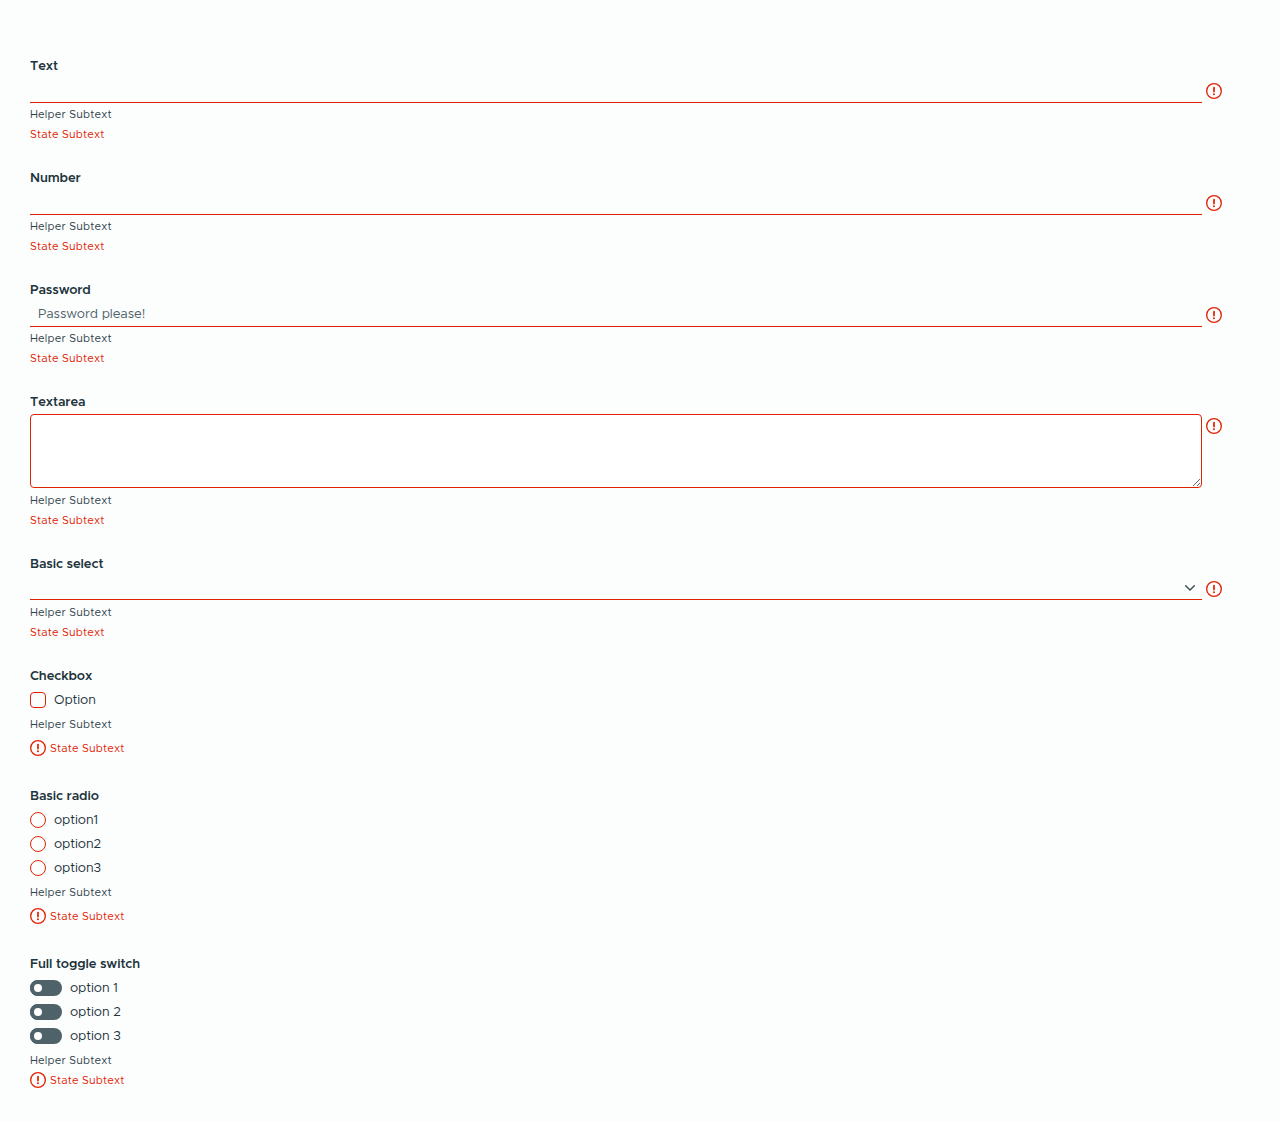 Text
Helper Subtext
State Subtext
Number
Helper Subtext
State Subtext
Password
Password please!
Helper Subtext
State Subtext
Textarea
Helper Subtext
State Subtext
Basic select
Helper Subtext
State Subtext
Checkbox
Option
Helper Subtext
State Subtext
Basic radio
option1
option2
option3
Helper Subtext
State Subtext
Full toggle switch
option 1
option 2
option 3
Helper Subtext
State Subtext